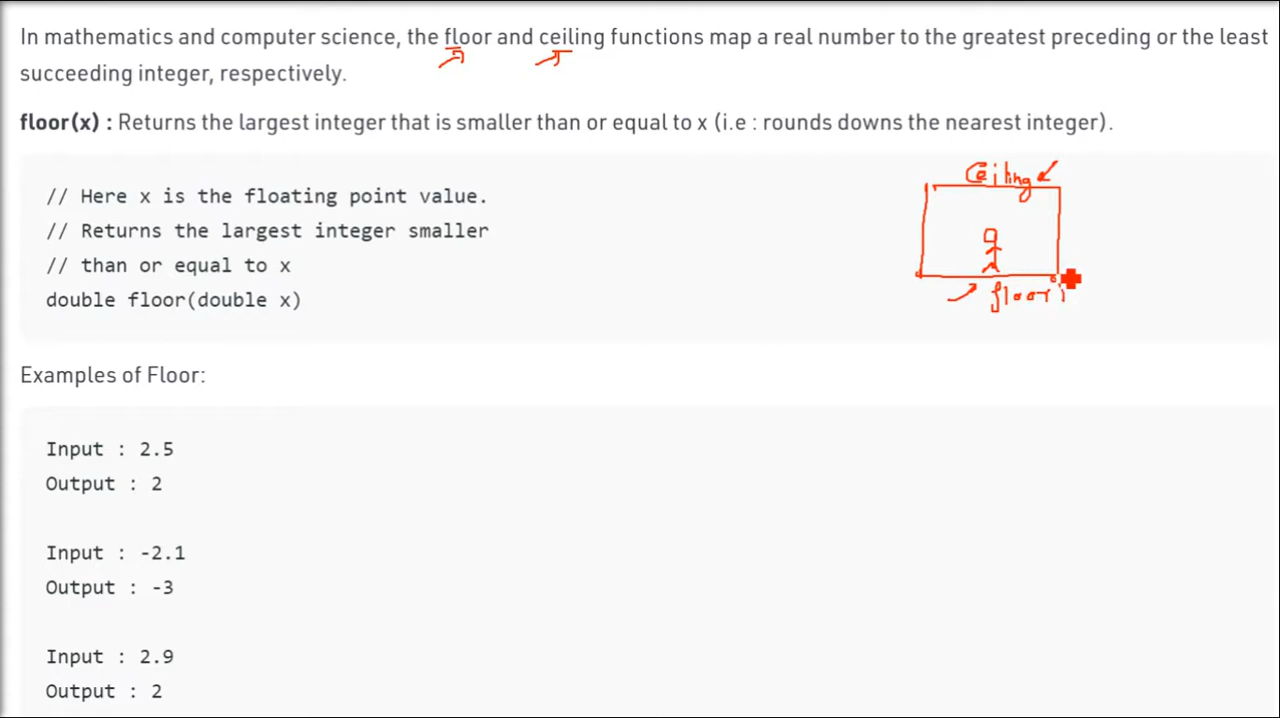 In mathematics and computer science, the floor and ceiling functions map a real number to the greatest preceding or the least
succeeding integer, respectively.
floor(x) : Returns the largest integer that is smaller than or equal to x (i.e : rounds downs the nearest integer).
Ceiling
// Here x is the floating point value.
// Returns the largest integer smaller
// than or equal to x
double floor(double x)
floor
Examples of Floor:
Input : 2.5
Output : 2
Input : -2.1
Output : -3
Input : 2.9
Output : 2